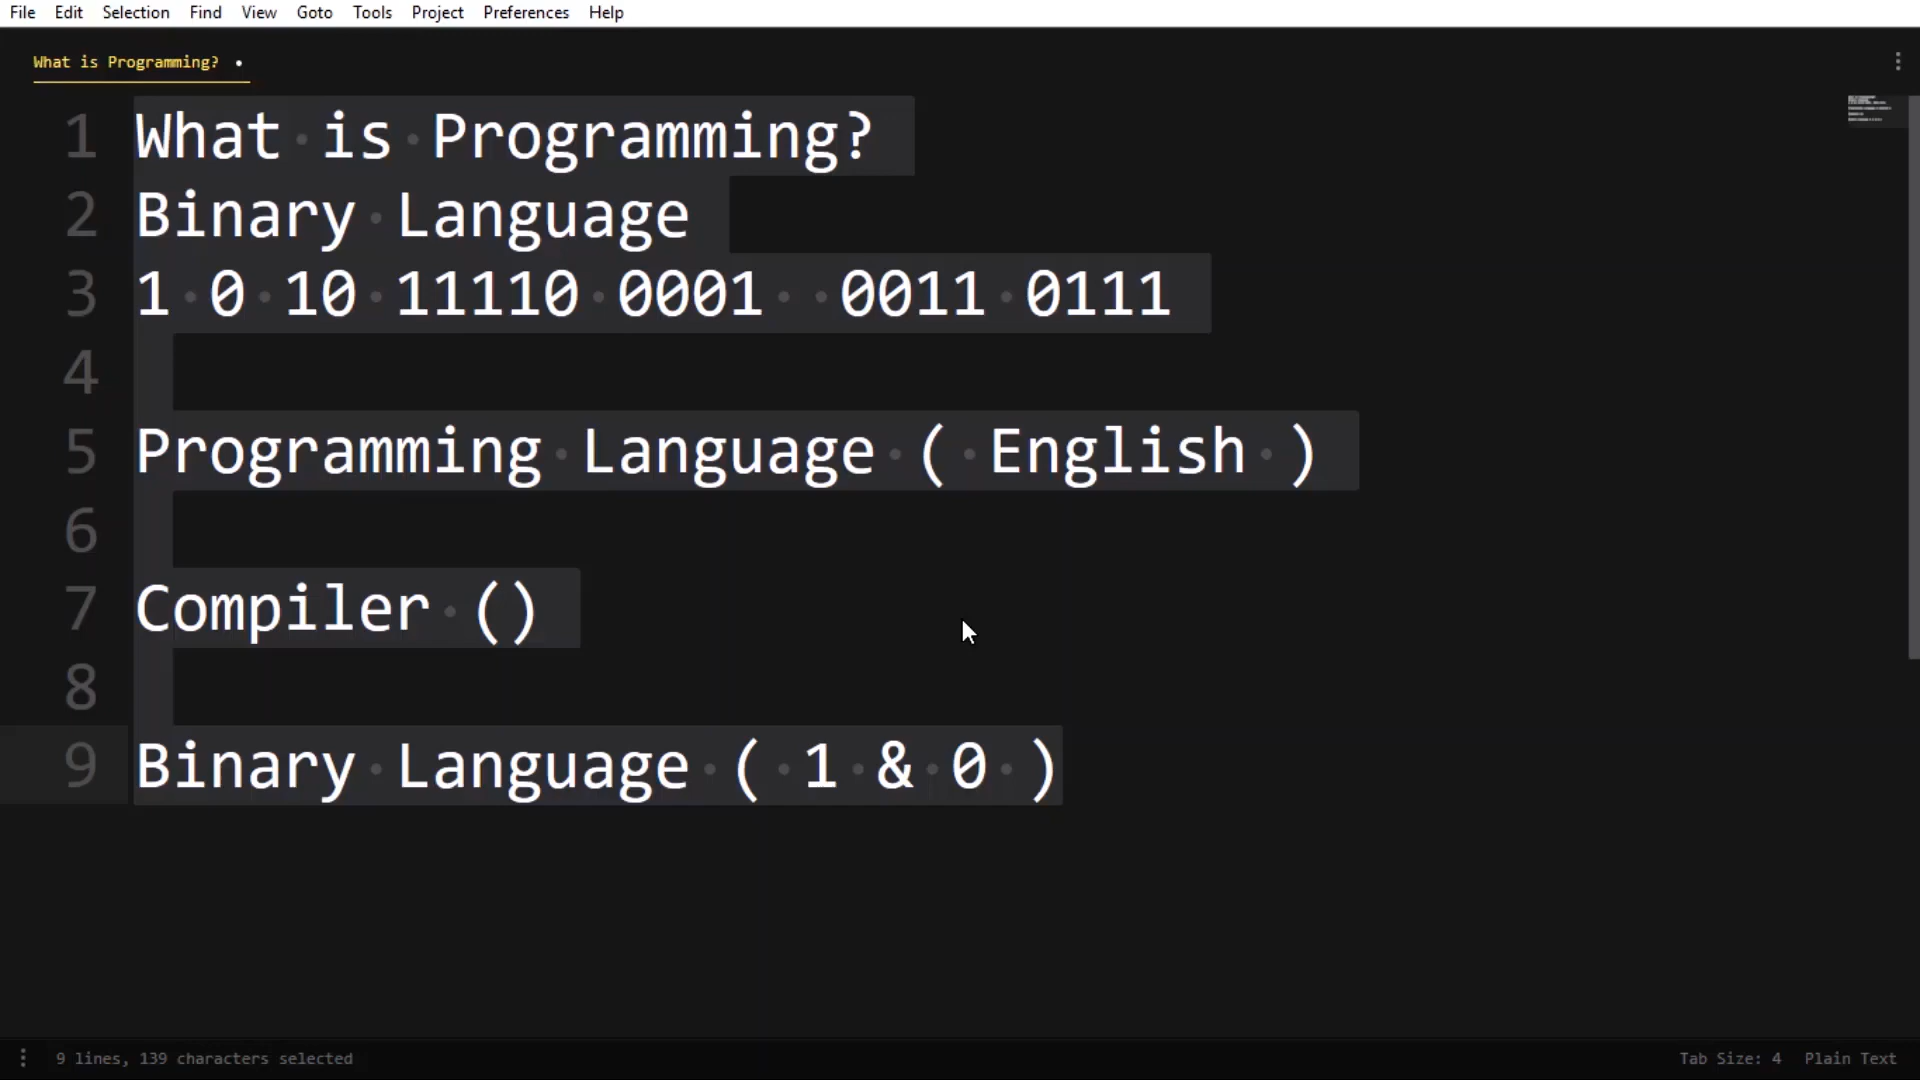 File Edit Selection Find View Goto Tools Project Preferences Help
What is Programming?
1 What is Programming?
2 Binary Language
3 1 0 10 11110 0001  0011 0111
4
5 Programming Language ( English )
6
7 Compiler ()
8
9 Binary Language ( 1 & 0 )
9 lines, 139 characters selected Tab Size: 4 Plain Text